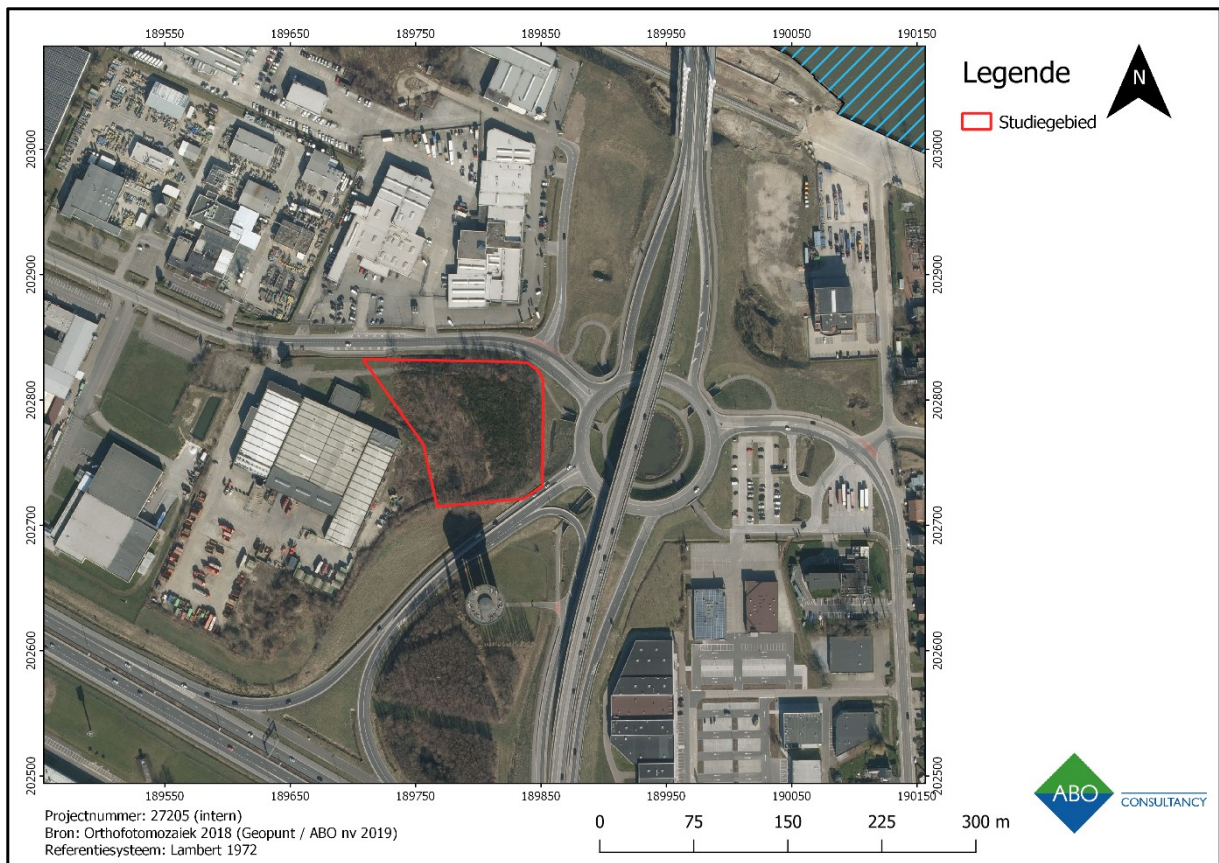 189550 189650 189750 189850 189950 190050 190150
Legende
N
Studiegebied
203000 203000
202900 202900
202800 202800
202700 202700
202600 202600
202500 202500
189550 189650 189750 189850 189950 190050 190150
Projectnummer: 27205 (intern)
Bron: Orthofotomozaiek 2018 (Geopunt / ABO nv 2019)
Referentiesysteem: Lambert 1972
0 75 150 225 300 m
ABO CONSULTANCY